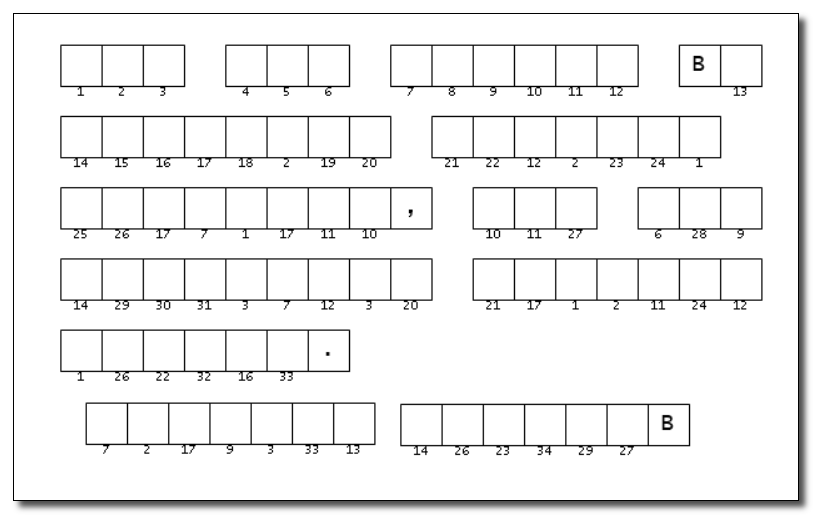 B
1 2 3 4 5 6 7 8 9 10 11 12 13
14 15 16 17 18 2 19 20 21 22 12 2 23 24 1
,
25 26 17 7 1 17 11 10 10 11 27 6 28 9
14 29 30 31 3 7 12 3 20 21 17 1 2 11 24 12
.
1 26 22 32 16 33
B
7 2 17 9 3 33 13 14 26 23 34 29 27